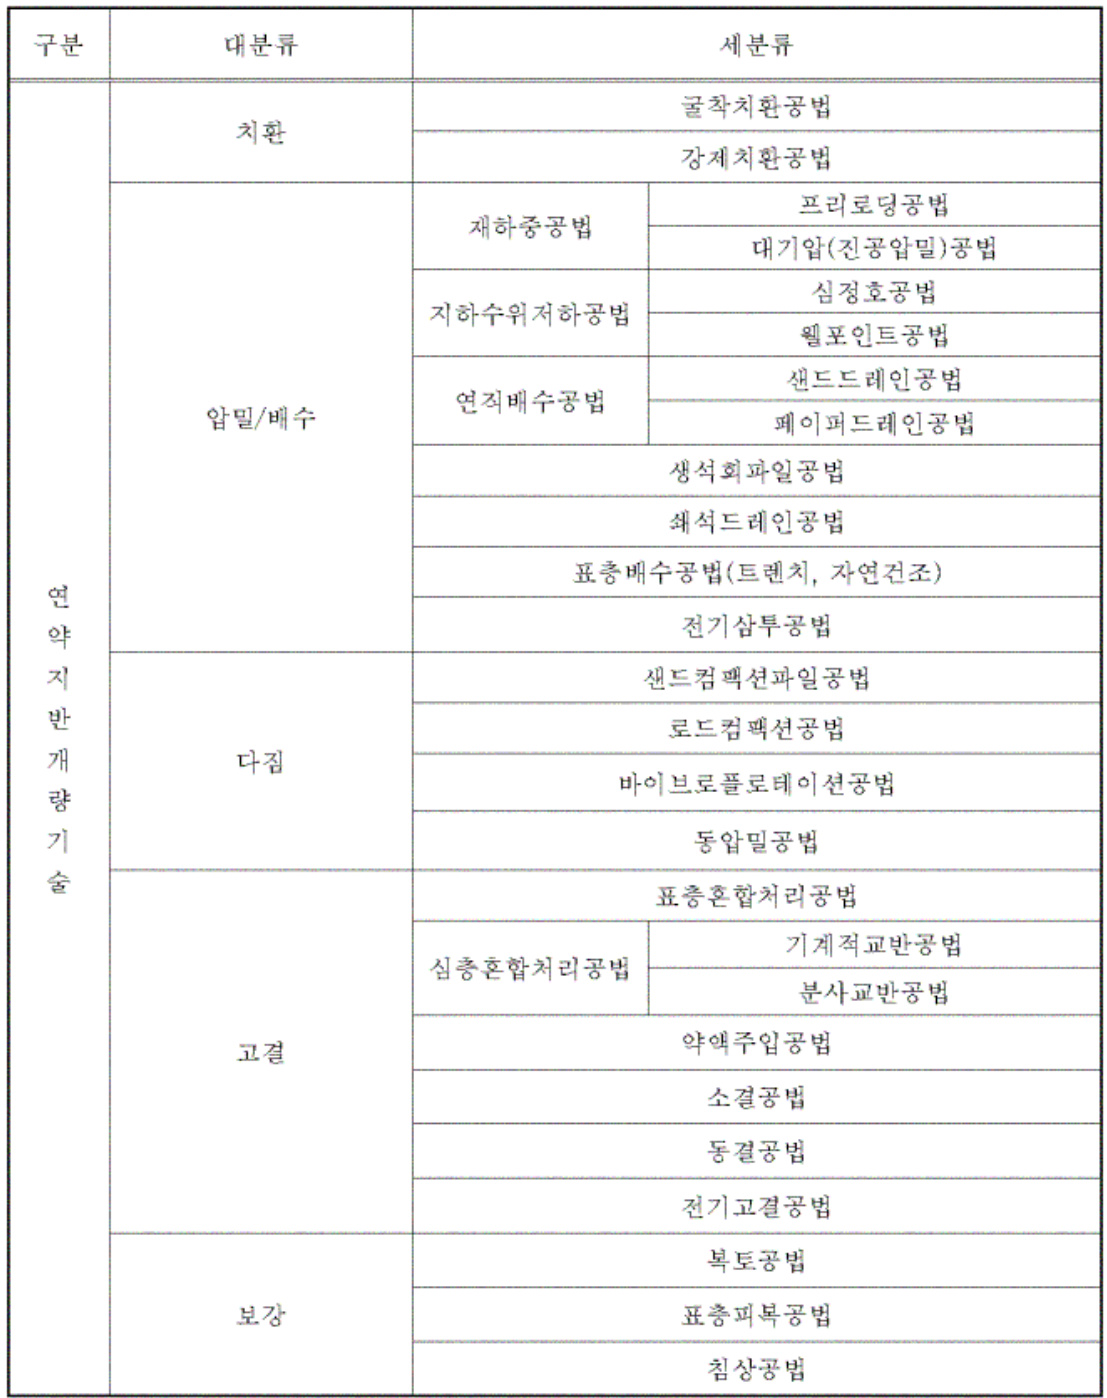 구분 대분류 세분류
연약지반개량기술
치환
굴착치환공법
강제치환공법
압밀/배수
재하중공법
프리로딩공법
대기압(진공압밀)공법
지하수위저하공법
심정호공법
웰포인트공법
연직배수공법
샌드드레인공법
페이퍼드레인공법
생석회파일공법
쇄석드레인공법
표층배수공법(트렌치, 자연건조)
전기삼투공법
다짐
샌드컴팩션파일공법
로드컴팩션공법
바이브로플로테이션공법
동압밀공법
고결
표층혼합처리공법
심층혼합처리공법
기계적교반공법
분사교반공법
약액주입공법
소결공법
동결공법
전기고결공법
보강
복토공법
표층피복공법
침상공법